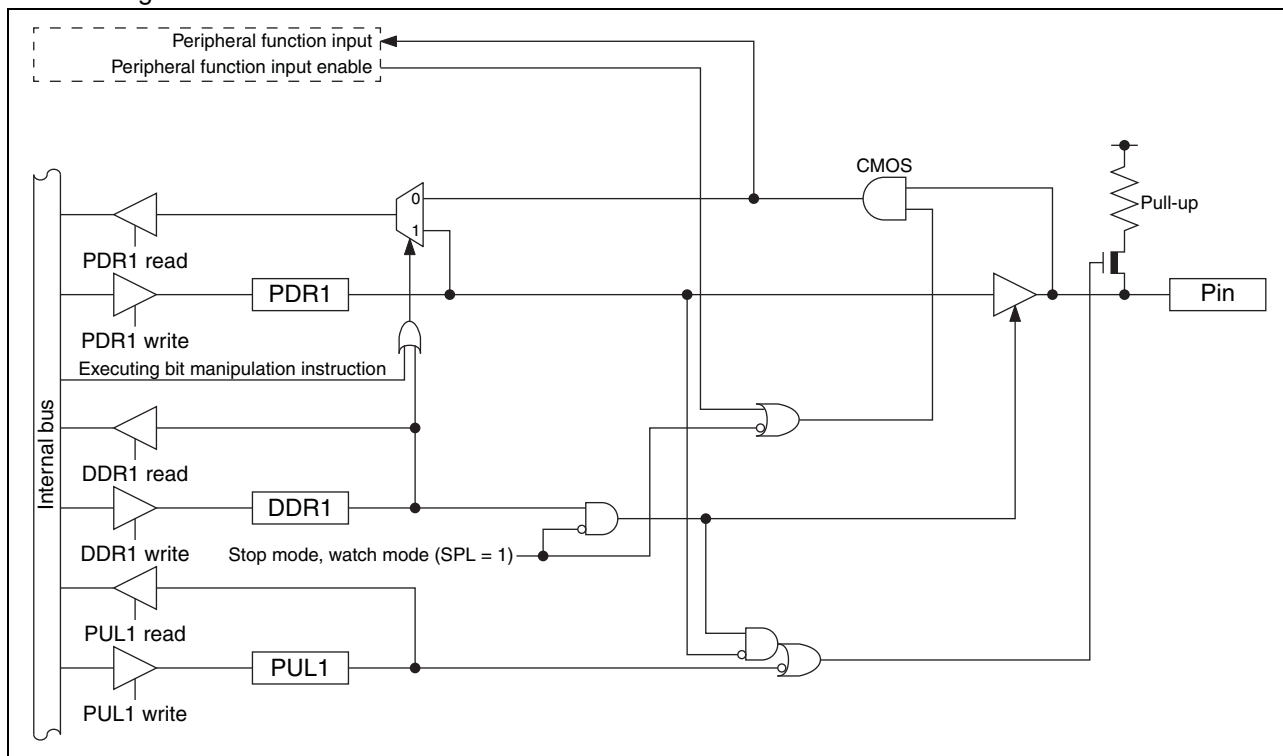 Peripheral function input
Peripheral function input enable
CMOS
0
Pull-up
1
PDR1 read
PDR1
Pin
PDR1 write
Executing bit manipulation instruction
Internal bus
DDR1 read
DDR1
DDR1 write
Stop mode, watch mode (SPL = 1)
PUL1 read
PUL1
PUL1 write